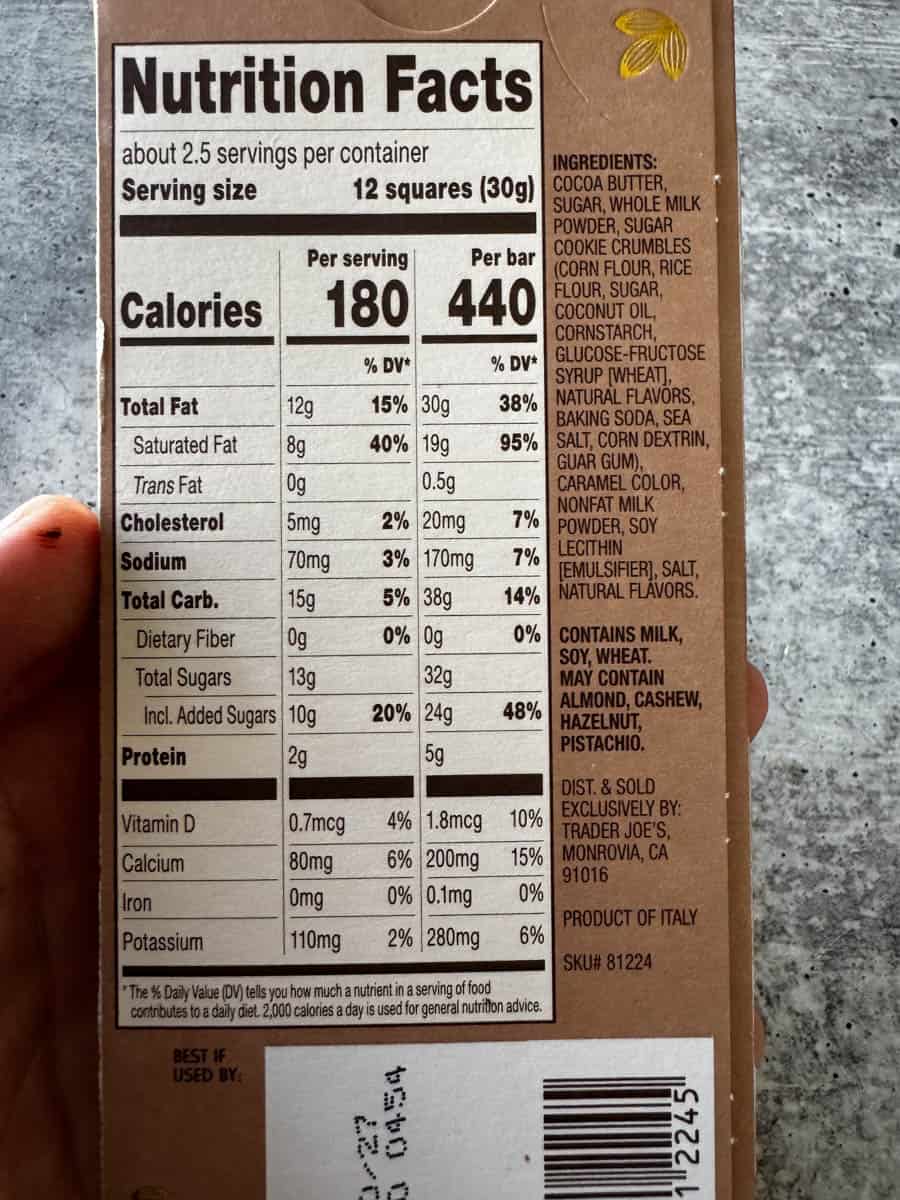 Nutrition Facts
about 2.5 servings per container
Serving size 12 squares (30g)
Per serving Per bar
Calories 180 440
% DV* % DV*
Total Fat 12g 15% 30g 38%
Saturated Fat 8g 40% 19g 95%
Trans Fat 0g 0.5g
Cholesterol 5mg 2% 20mg 7%
Sodium 70mg 3% 170mg 7%
Total Carb. 15g 5% 38g 14%
Dietary Fiber 0g 0% 0g 0%
Total Sugars 13g 32g
Incl. Added Sugars 10g 20% 24g 48%
Protein 2g 5g
Vitamin D 0.7mcg 4% 1.8mcg 10%
Calcium 80mg 6% 200mg 15%
Iron 0mg 0% 0.1mg 0%
Potassium 110mg 2% 280mg 6%
*The % Daily Value (DV) tells you how much a nutrient in a serving of food
contributes to a daily diet. 2,000 calories a day is used for general nutrition advice.
INGREDIENTS:
COCOA BUTTER,
SUGAR, WHOLE MILK
POWDER, SUGAR
COOKIE CRUMBLES
(CORN FLOUR, RICE
FLOUR, SUGAR,
COCONUT OIL,
CORNSTARCH,
GLUCOSE-FRUCTOSE
SYRUP [WHEAT],
NATURAL FLAVORS,
BAKING SODA, SEA
SALT, CORN DEXTRIN,
GUAR GUM),
CARAMEL COLOR,
NONFAT MILK
POWDER, SOY
LECITHIN
[EMULSIFIER], SALT,
NATURAL FLAVORS.
CONTAINS MILK,
SOY, WHEAT.
MAY CONTAIN
ALMOND, CASHEW,
HAZELNUT,
PISTACHIO.
DIST. & SOLD
EXCLUSIVELY BY:
TRADER JOE'S,
MONROVIA, CA
91016
PRODUCT OF ITALY
SKU# 81224
BEST IF
USED BY:
/27
0454
12245